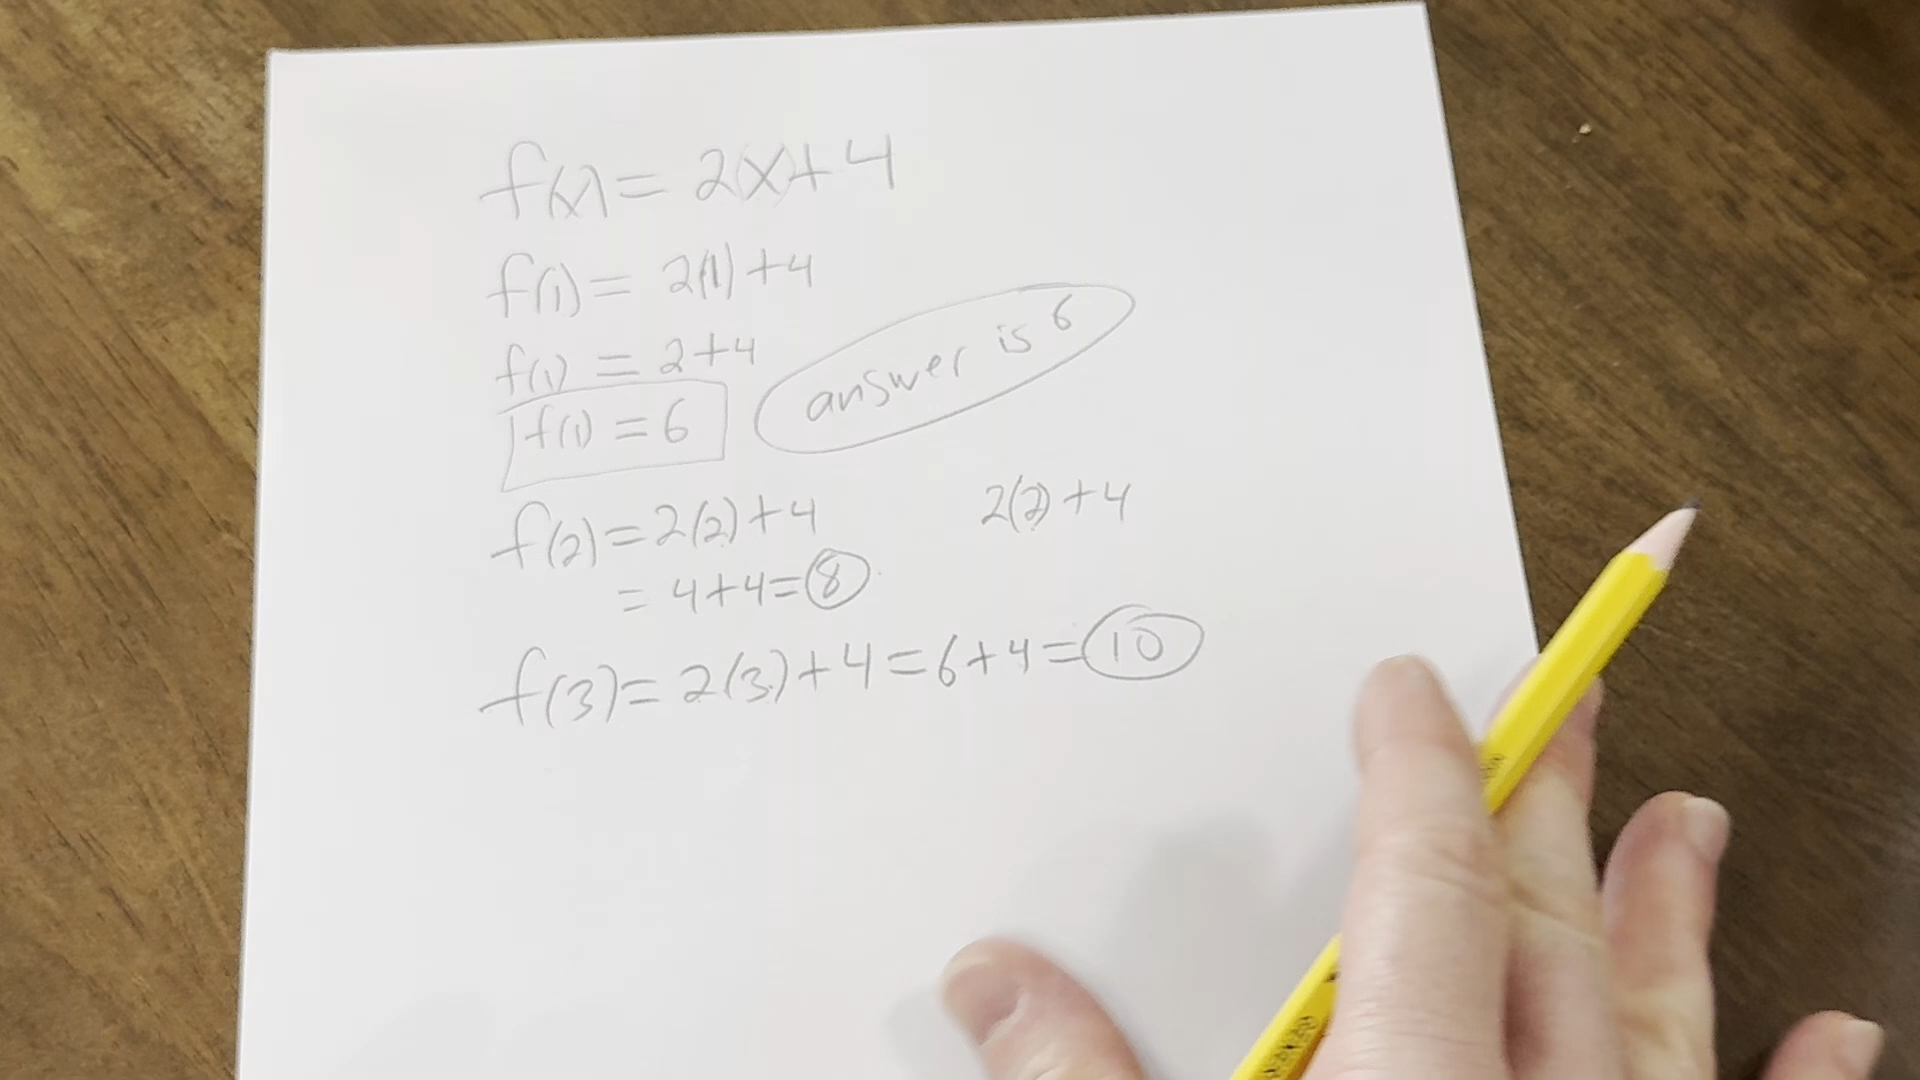 f(x) = 2(x) + 4
f(1) = 2(1) + 4
f(1) = 2 + 4
answer is 6
f(1) = 6
f(2) = 2(2) + 4
2(2) + 4
= 4 + 4 = 8
f(3) = 2(3) + 4 = 6 + 4 = 10